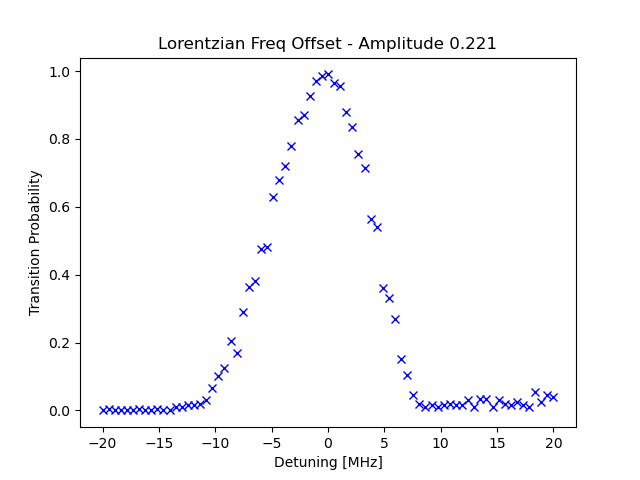 Lorentzian Freq Offset - Amplitude 0.221
1.0
0.8
0.6
0.4
0.2
0.0
Transition Probability
−20 −15 −10 −5 0 5 10 15 20
Detuning [MHz]